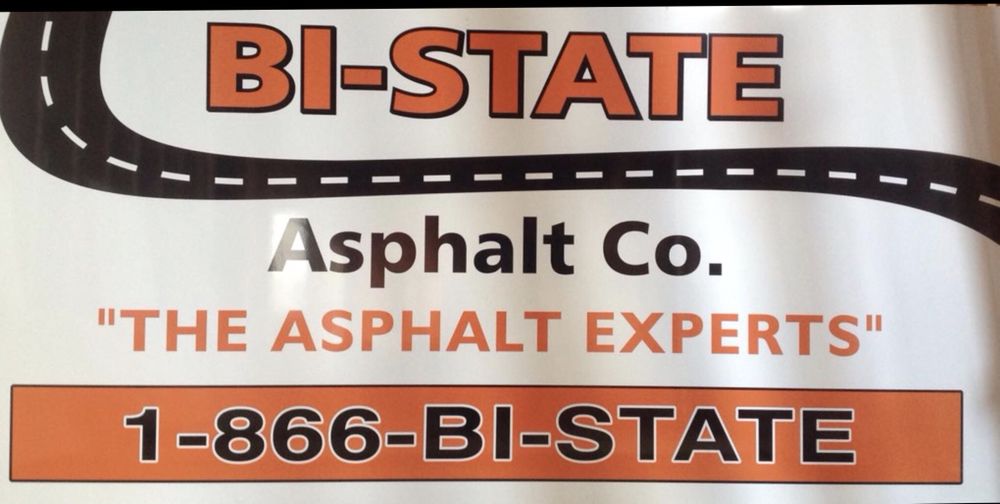 BI-STATE
Asphalt Co.
"THE ASPHALT EXPERTS"
1-866-BI-STATE